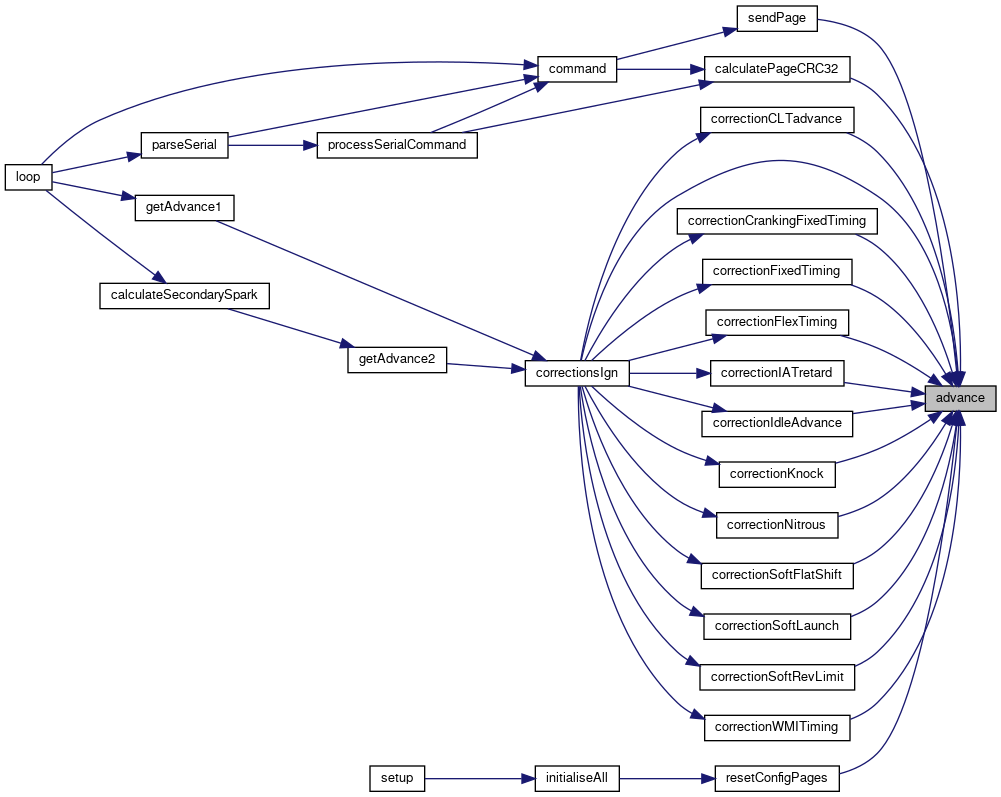 sendPage
command
calculatePageCRC32
correctionCLTadvance
parseSerial
processSerialCommand
loop
getAdvance1
correctionCrankingFixedTiming
correctionFixedTiming
calculateSecondarySpark
correctionFlexTiming
getAdvance2
correctionsIgn
correctionIATretard
advance
correctionIdleAdvance
correctionKnock
correctionNitrous
correctionSoftFlatShift
correctionSoftLaunch
correctionSoftRevLimit
correctionWMITiming
setup
initialiseAll
resetConfigPages